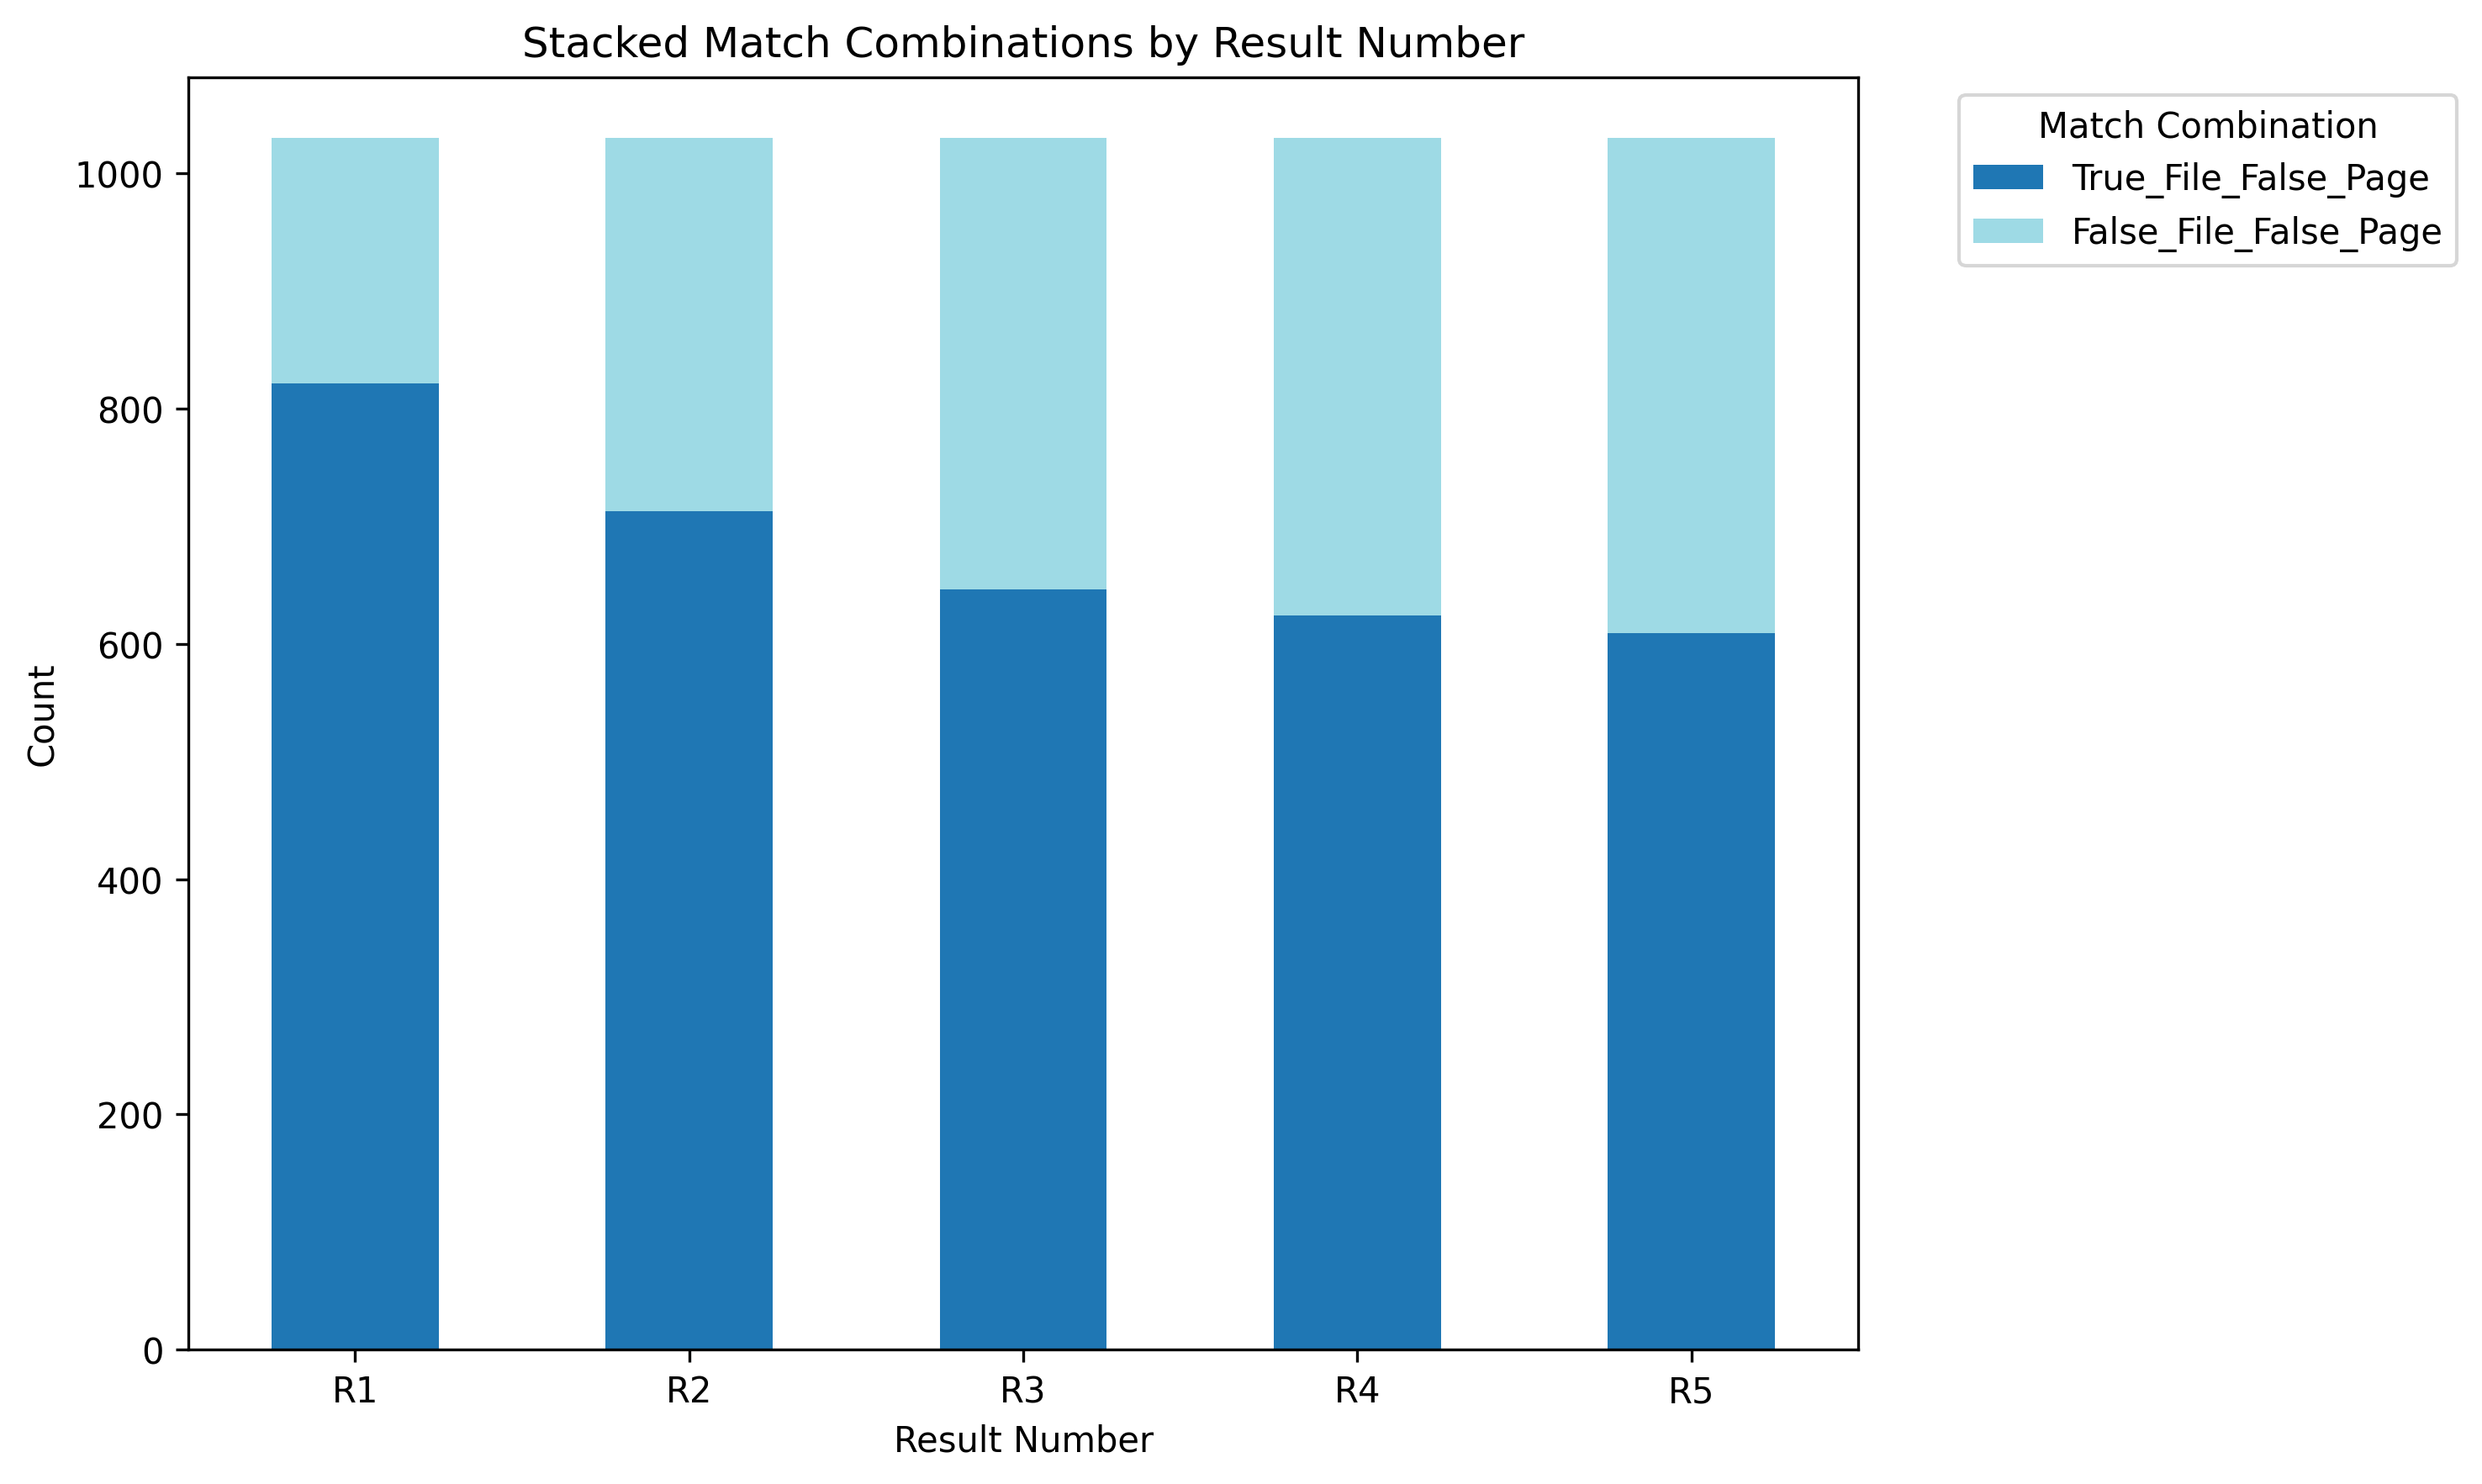 Stacked Match Combinations by Result Number
Match Combination
True_File_False_Page
False_File_False_Page
1000
800
600
400
200
0
Count
R1 R2 R3 R4 R5
Result Number